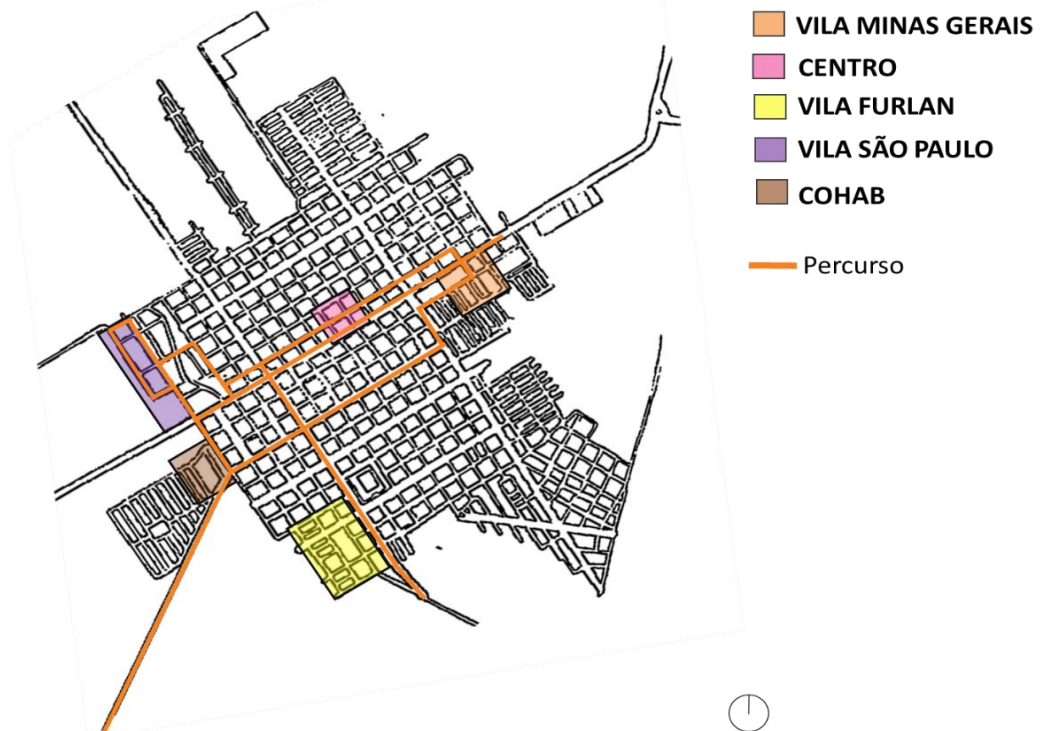 VILA MINAS GERAIS
CENTRO
VILA FURLAN
VILA SÃO PAULO
COHAB
Percurso